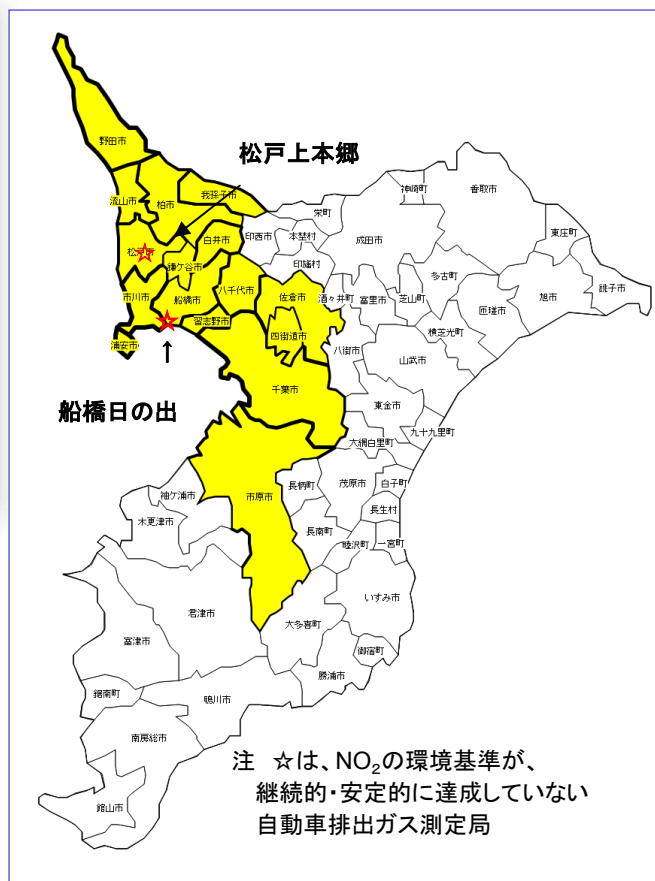 野田市
松戸上本郷
流山市
柏市
我孫子市
神崎町
香取市
栄町
印西市
本埜村
成田市
東庄町
松戸市
白井市
鎌ケ谷市
印旛村
多古町
銚子市
市川市
船橋市
八千代市
佐倉市
酒々井町
富里市
芝山町
匝瑳市
旭市
習志野市
四街道市
横芝光町
浦安市
八街市
山武市
↑
千葉市
船橋日の出
東金市
九十九里町
大網白里町
市原市
長柄町
茂原市
白子町
袖ケ浦市
長生村
木更津市
長南町
睦沢町
一宮町
いすみ市
君津市
大多喜町
富津市
御宿町
勝浦市
鋸南町
鴨川市
南房総市
館山市
注 ☆は、NO₂の環境基準が、
継続的・安定的に達成していない
自動車排出ガス測定局